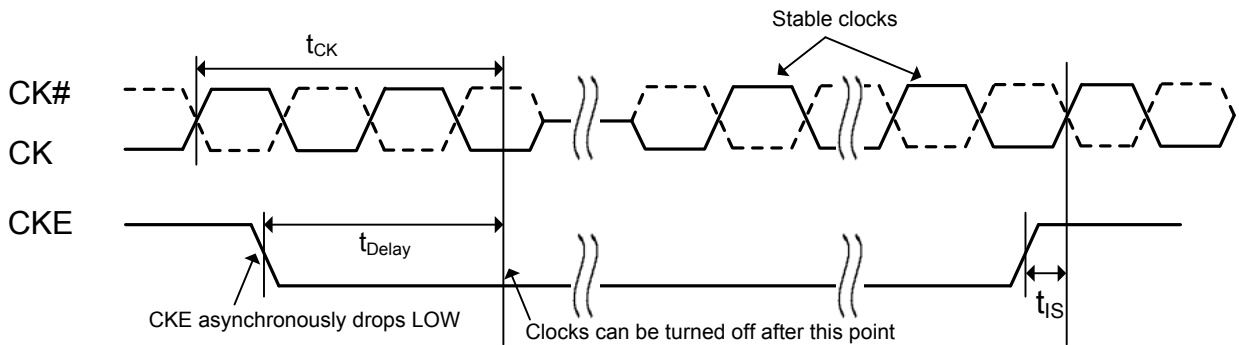 Stable clocks
tCK
CK#
CK
CKE
tDelay
tIS
CKE asynchronously drops LOW
Clocks can be turned off after this point